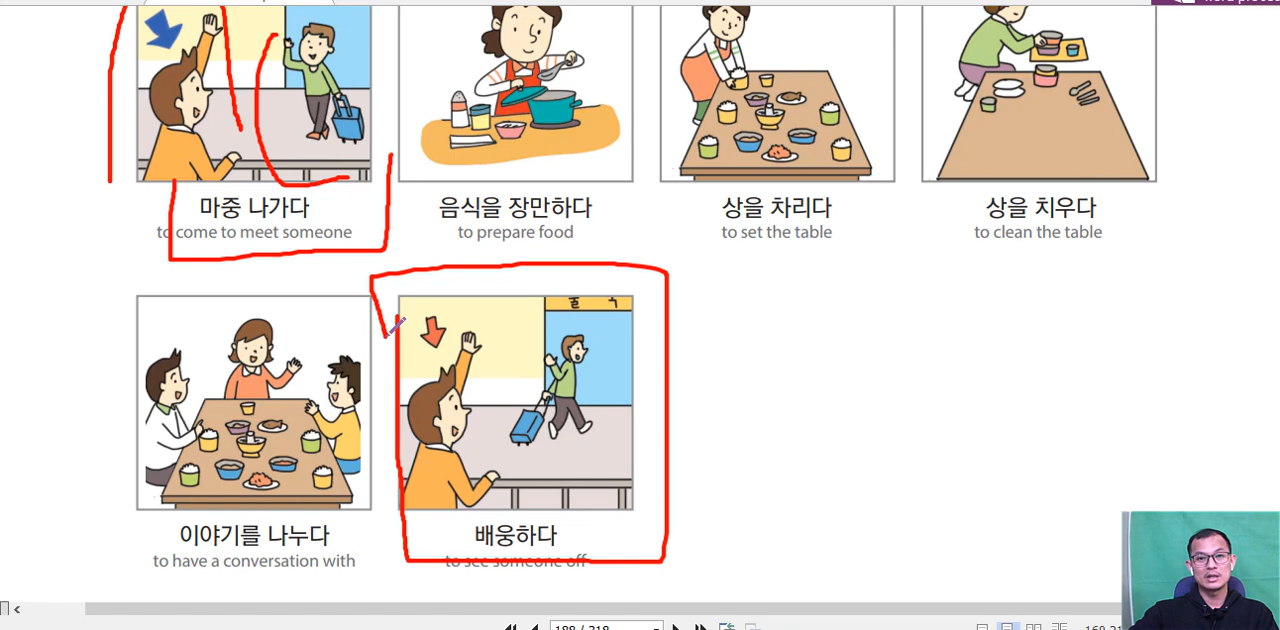 마중 나가다
to come to meet someone
음식을 장만하다
to prepare food
상을 차리다
to set the table
상을 치우다
to clean the table
이야기를 나누다
to have a conversation with
배웅하다
to see someone off
188 / 218